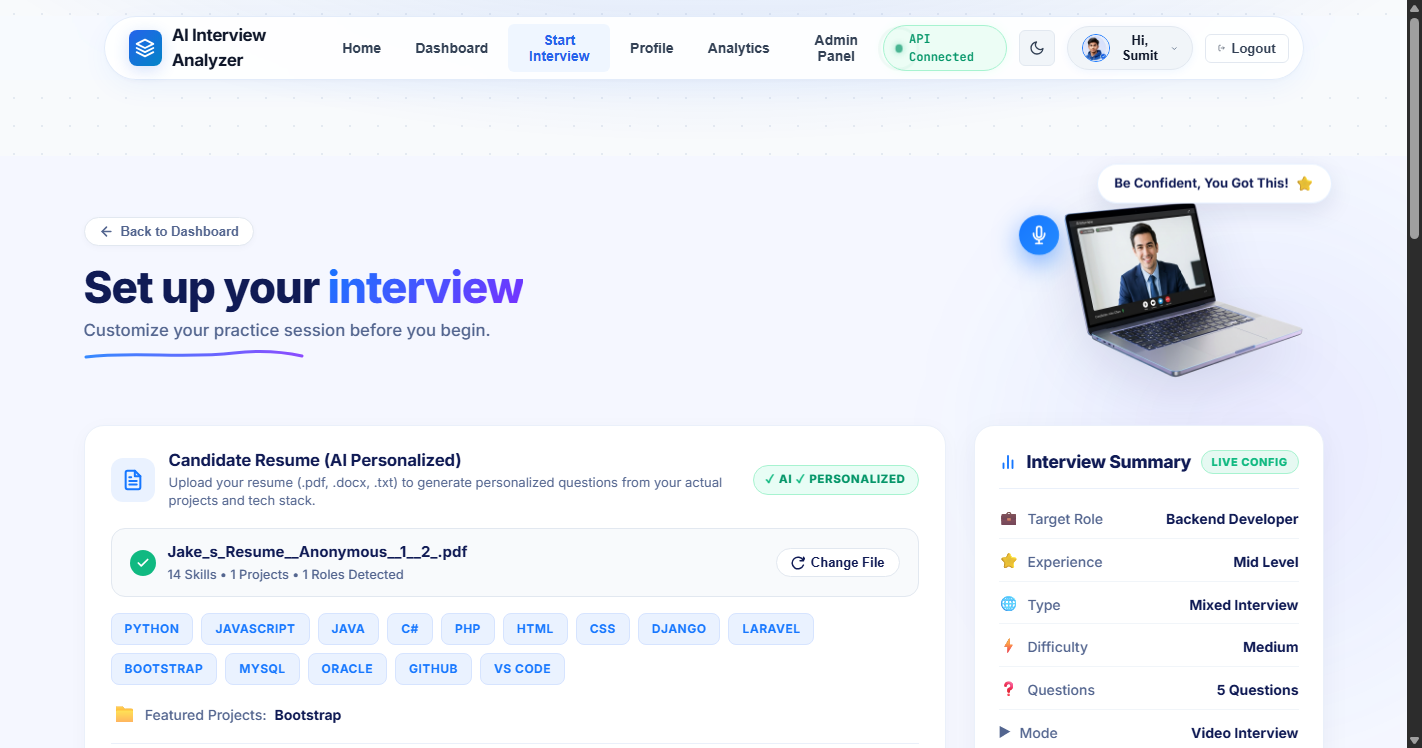 AI Interview
Analyzer
Home
Dashboard
Start
Interview
Profile
Analytics
Admin
Panel
API
Connected
Hi,
Sumit
Logout
Be Confident, You Got This!
Back to Dashboard
Set up your interview
Customize your practice session before you begin.
Candidate Resume (AI Personalized)
Upload your resume (.pdf, .docx, .txt) to generate personalized questions from your actual
projects and tech stack.
✓ AI ✓ PERSONALIZED
Jake_s_Resume__Anonymous__1__2_.pdf
14 Skills • 1 Projects • 1 Roles Detected
Change File
PYTHON
JAVASCRIPT
JAVA
C#
PHP
HTML
CSS
DJANGO
LARAVEL
BOOTSTRAP
MYSQL
ORACLE
GITHUB
VS CODE
Featured Projects: Bootstrap
Interview Summary
LIVE CONFIG
Target Role Backend Developer
Experience Mid Level
Type Mixed Interview
Difficulty Medium
Questions 5 Questions
Mode Video Interview